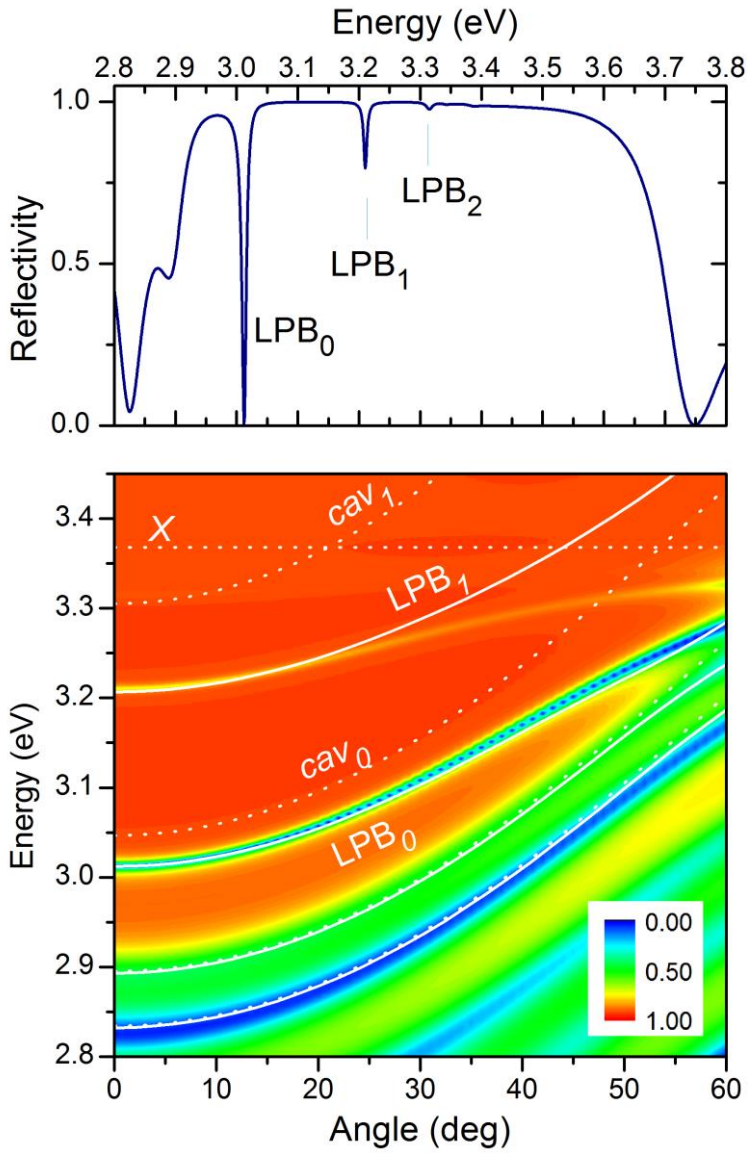 Energy (eV)
2.8 2.9 3.0 3.1 3.2 3.3 3.4 3.5 3.6 3.7 3.8
1.0
0.5
0.0
Reflectivity
LPB2
LPB1
LPB0
3.4
3.3
3.2
3.1
3.0
2.9
2.8
Energy (eV)
X
cav1
LPB1
cav0
LPB0
0.00
0.50
1.00
0 10 20 30 40 50 60
Angle (deg)